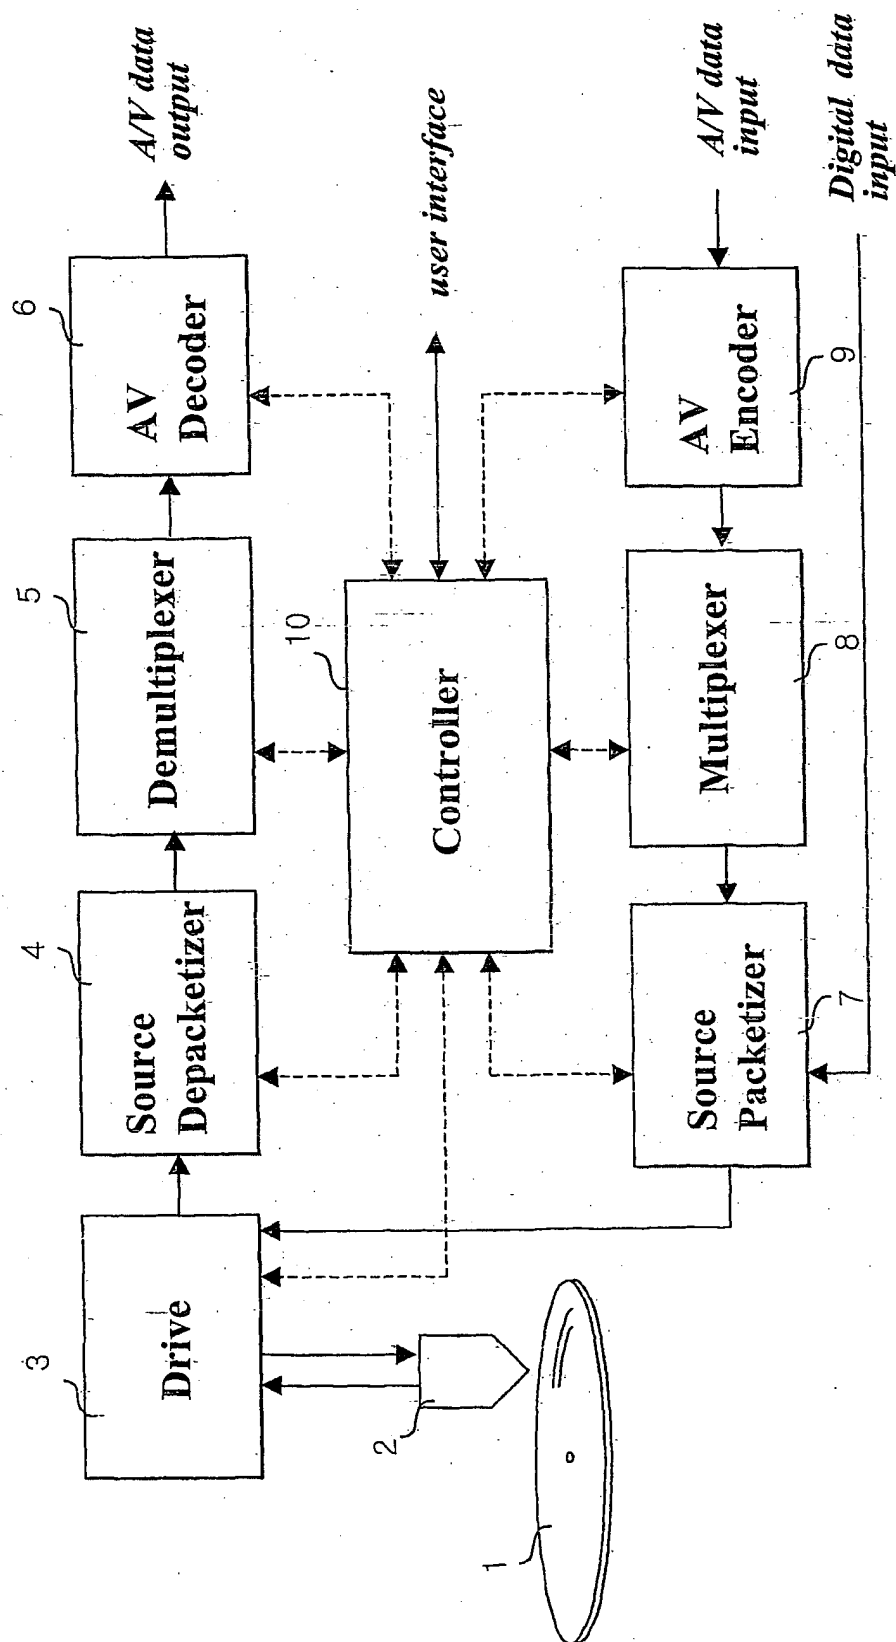 3
Drive
4
Source
Depacketizer
5
Demultiplexer
6
AV
Decoder
A/V data
output
2
1
10
Controller
user interface
Source
Packetizer
7
Multiplexer
8
AV
Encoder
9
A/V data
input
Digital data
input